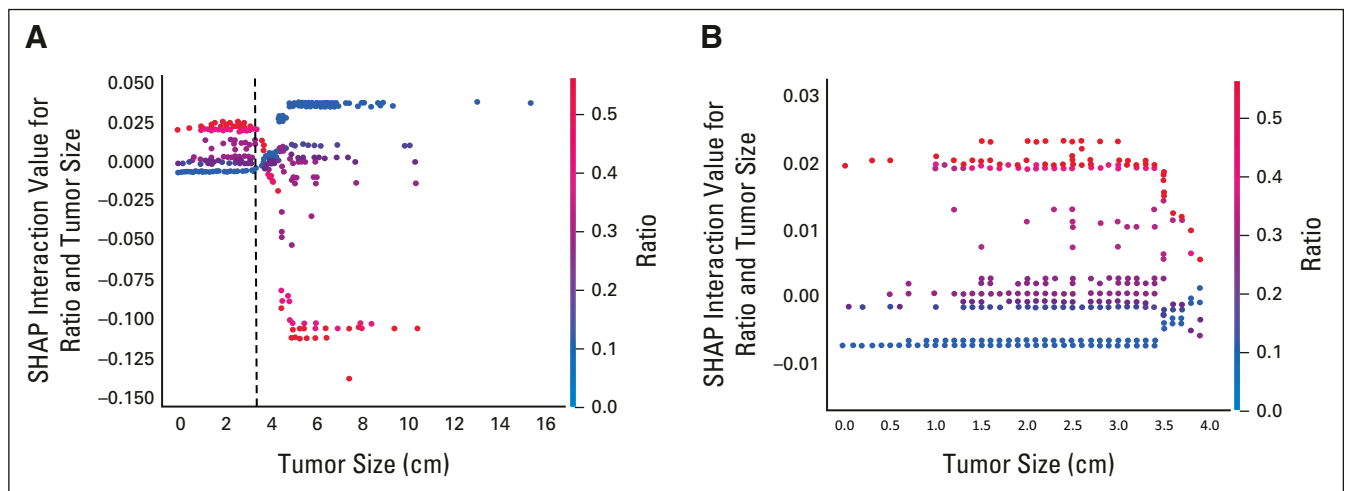 A
SHAP Interaction Value for
Ratio and Tumor Size
0.050
0.025
0.000
−0.025
−0.050
−0.075
−0.100
−0.125
−0.150
0 2 4 6 8 10 12 14 16
Tumor Size (cm)
0.5
0.4
0.3
0.2
0.1
0.0
Ratio
B
SHAP Interaction Value for
Ratio and Tumor Size
0.03
0.02
0.01
0.00
−0.01
0.0 0.5 1.0 1.5 2.0 2.5 3.0 3.5 4.0
Tumor Size (cm)
0.5
0.4
0.3
0.2
0.1
0.0
Ratio